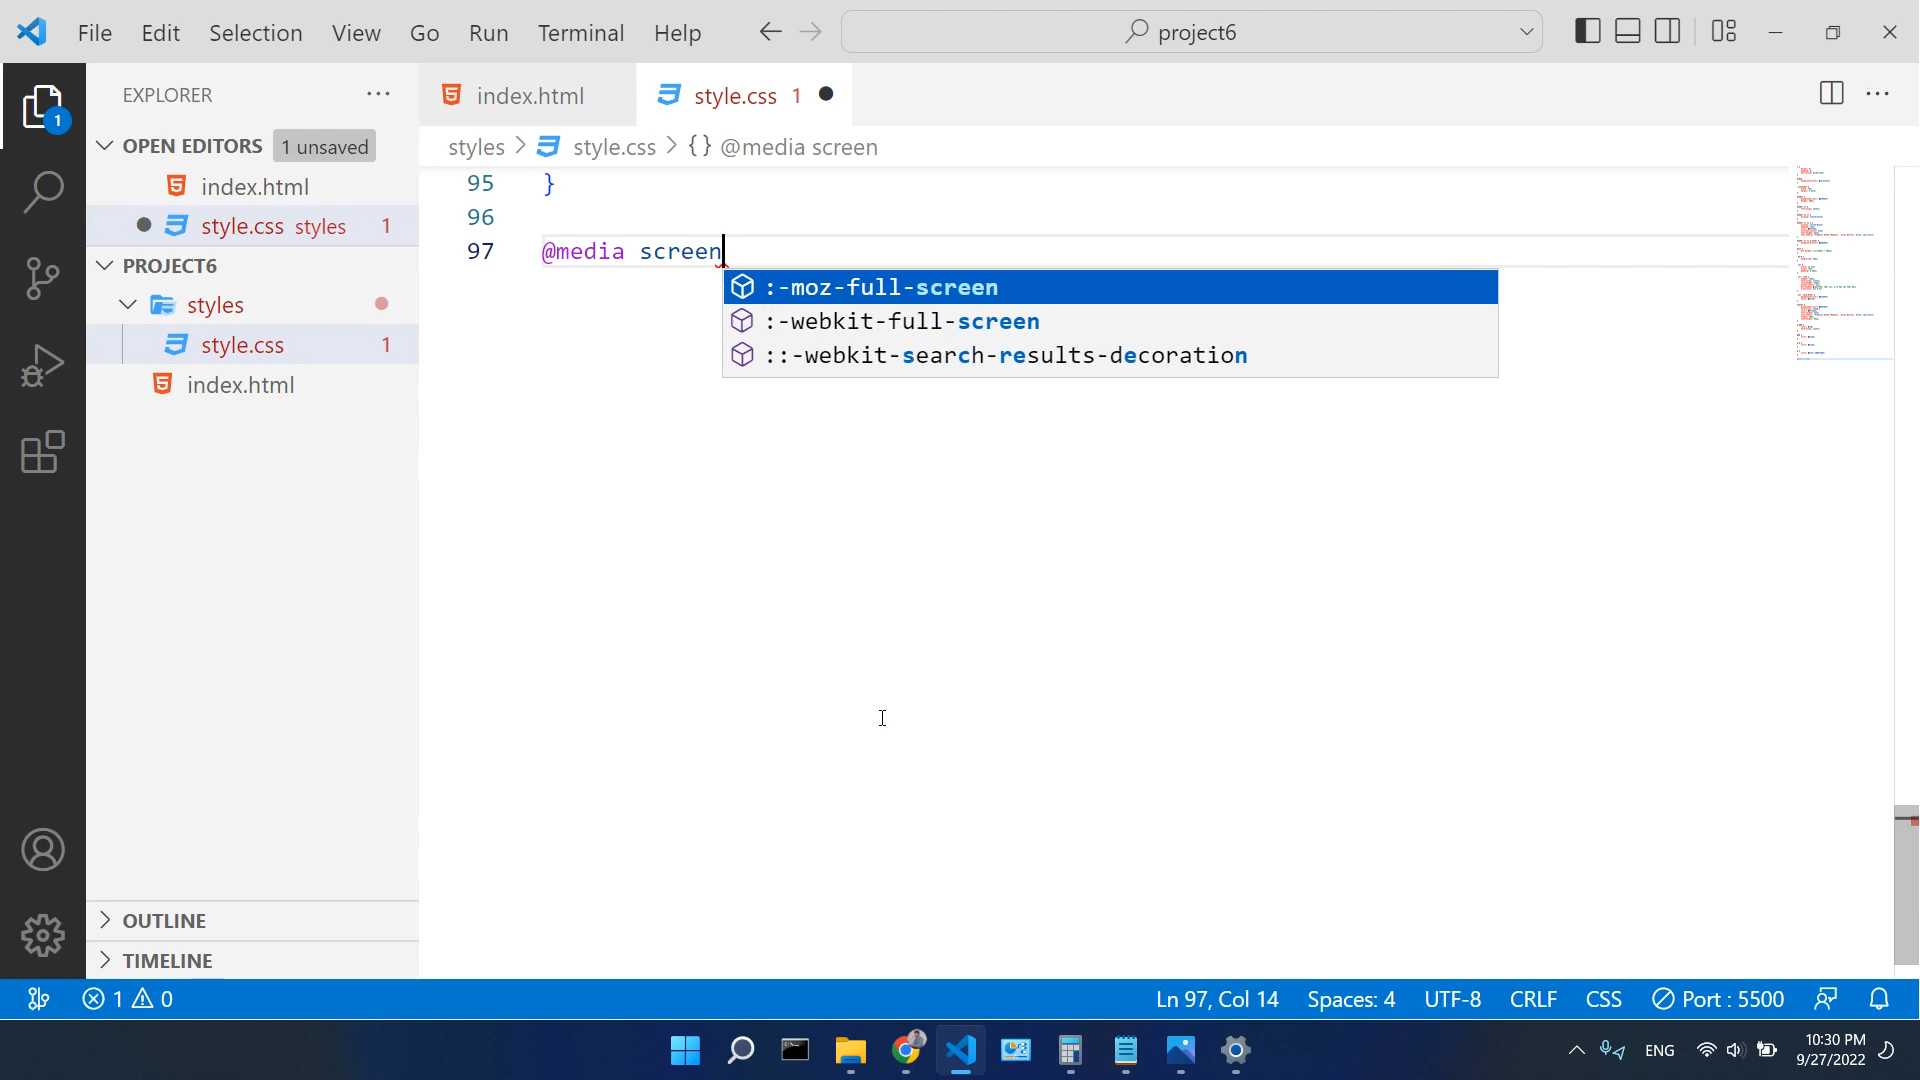 File Edit Selection View Go Run Terminal Help
project6
EXPLORER
1
OPEN EDITORS 1 unsaved
index.html
style.css styles 1
PROJECT6
styles
style.css 1
index.html
OUTLINE
TIMELINE
index.html
style.css 1
styles > style.css > {} @media screen
95 }
96
97 @media screen
:-moz-full-screen
:-webkit-full-screen
::-webkit-search-results-decoration
1 0
Ln 97, Col 14 Spaces: 4 UTF-8 CRLF CSS Port : 5500
ENG
10:30 PM
9/27/2022